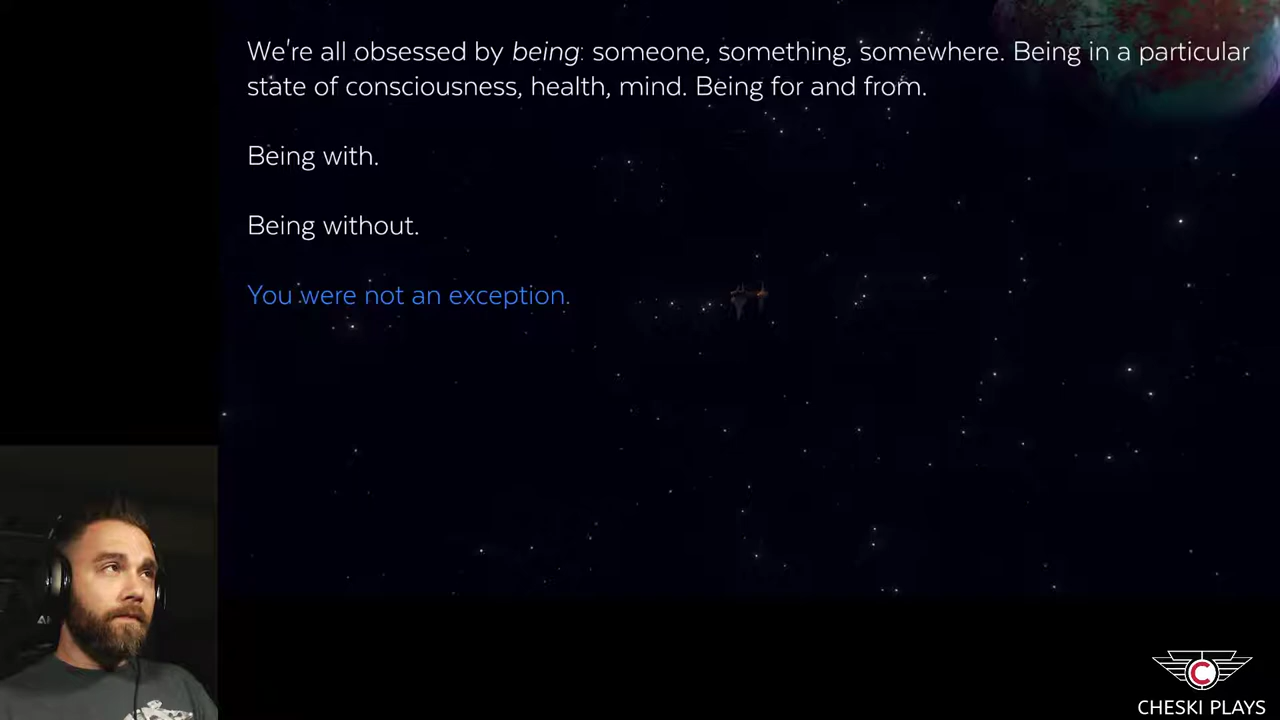 We're all obsessed by being: someone, something, somewhere. Being in a particular
state of consciousness, health, mind. Being for and from.
Being with.
Being without.
You were not an exception.
C
CHESKI PLAYS